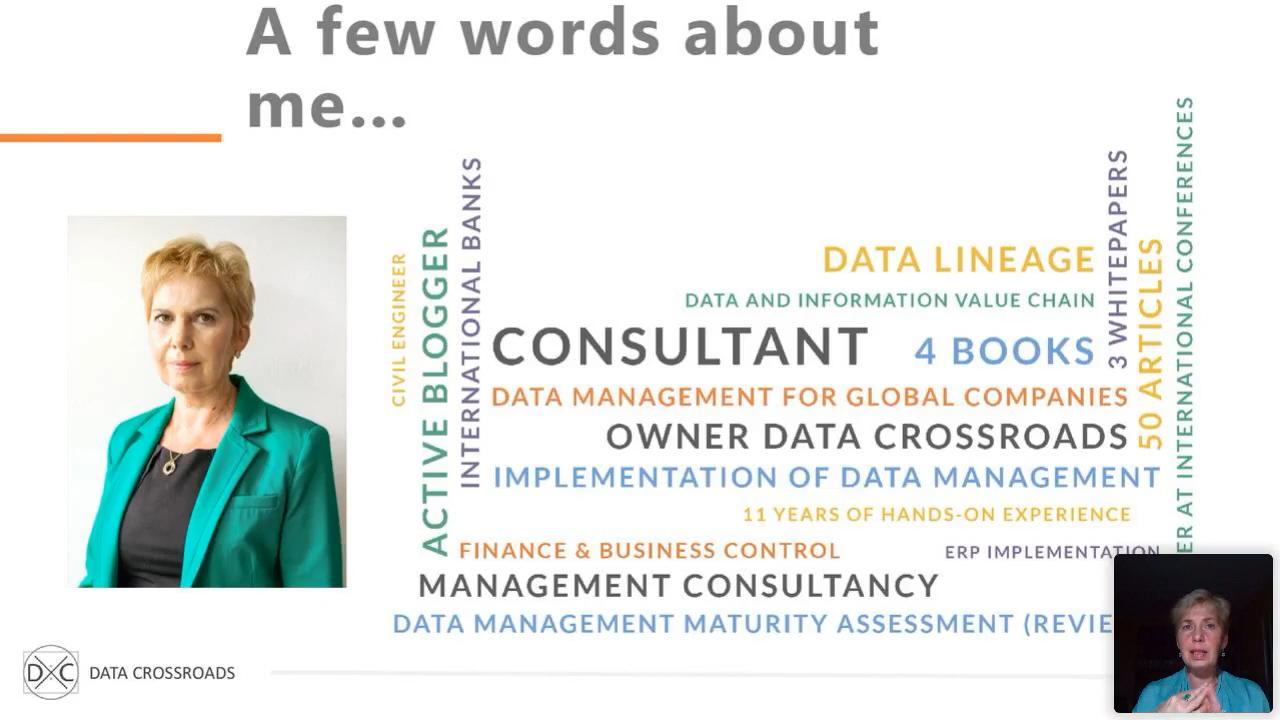 A few words about
me...
CIVIL ENGINEER
ACTIVE BLOGGER
INTERNATIONAL BANKS
DATA LINEAGE
DATA AND INFORMATION VALUE CHAIN
CONSULTANT
4 BOOKS
DATA MANAGEMENT FOR GLOBAL COMPANIES
OWNER DATA CROSSROADS
IMPLEMENTATION OF DATA MANAGEMENT
11 YEARS OF HANDS-ON EXPERIENCE
FINANCE & BUSINESS CONTROL
ERP IMPLEMENTATION
MANAGEMENT CONSULTANCY
DATA MANAGEMENT MATURITY ASSESSMENT (REVIE
3 WHITEPAPERS
50 ARTICLES
ER AT INTERNATIONAL CONFERENCES
DXC DATA CROSSROADS